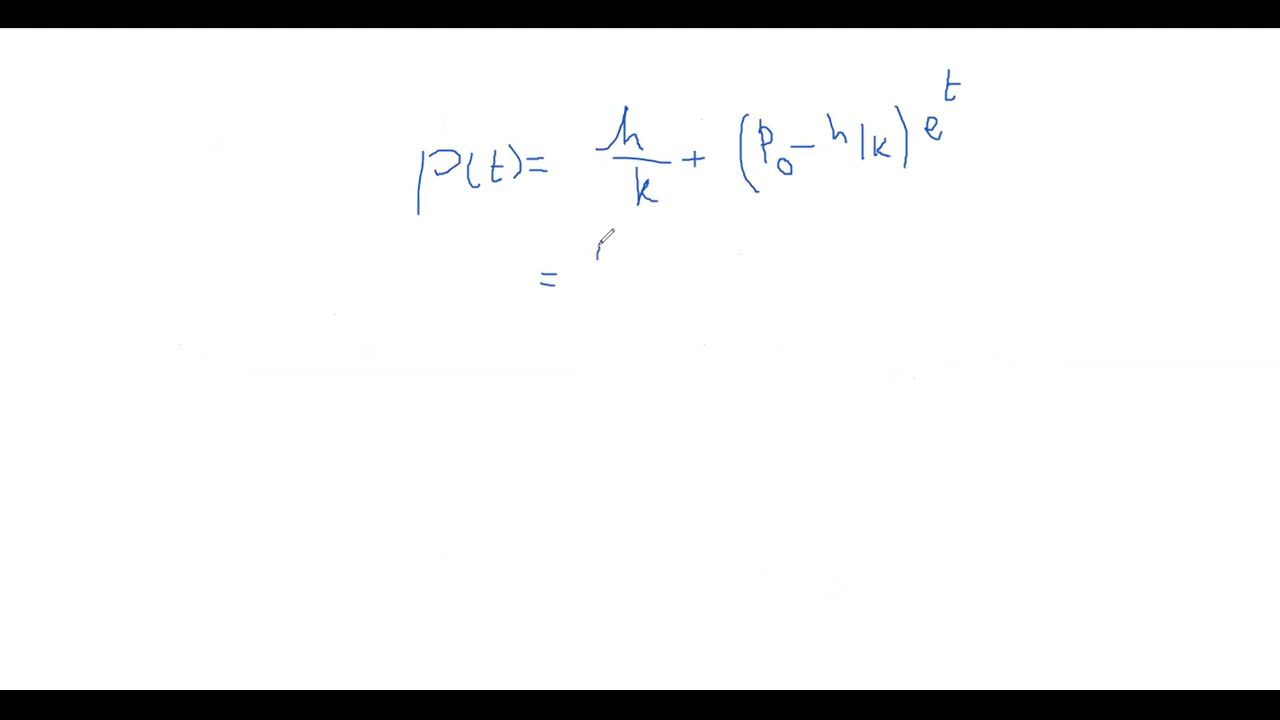 P(t) = h/k + (P₀ - h/k) e^t
=